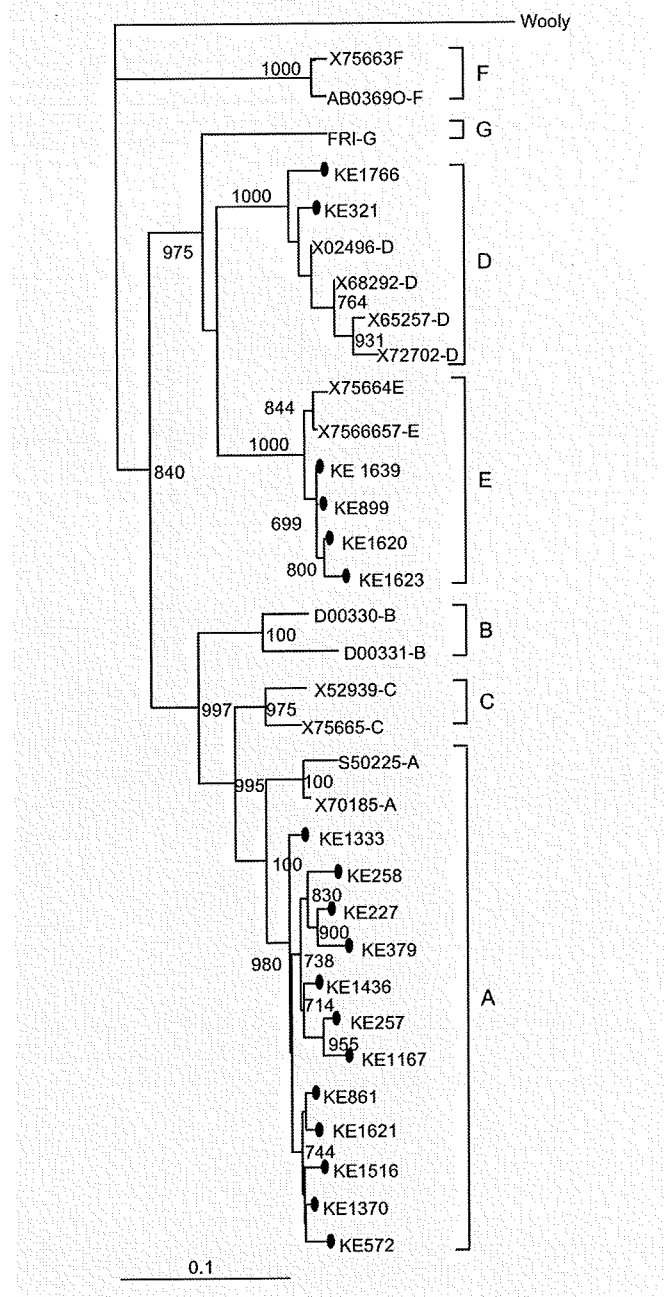 Wooly
1000
X75663F
AB0369O-F
F
FRI-G
G
975
1000
KE1766
KE321
X02496-D
X68292-D
764
X65257-D
931
X72702-D
D
X75664E
844
X7566657-E
1000
KE 1639
KE899
699
KE1620
800
KE1623
E
840
D00330-B
100
D00331-B
B
997
X52939-C
975
X75665-C
C
995
S50225-A
100
X70185-A
KE1333
100
KE258
830
KE227
900
KE379
980
738
KE1436
714
KE257
955
KE1167
A
KE861
KE1621
744
KE1516
KE1370
KE572
0.1